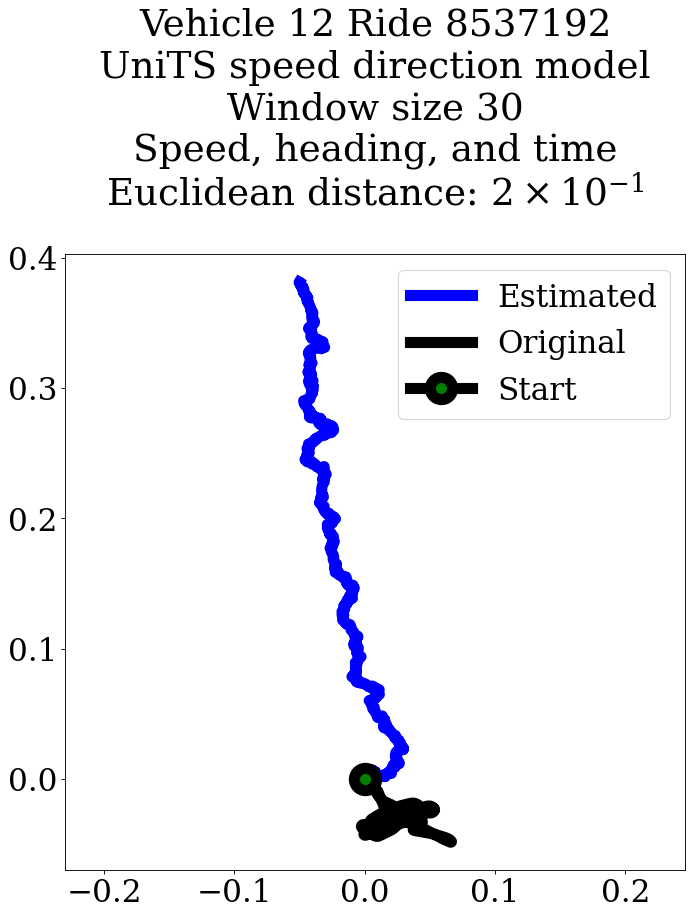 Vehicle 12 Ride 8537192
UniTS speed direction model
Window size 30
Speed, heading, and time
Euclidean distance: 2 × 10⁻¹
0.4
0.3
0.2
0.1
0.0
Estimated
Original
Start
−0.2 −0.1 0.0 0.1 0.2